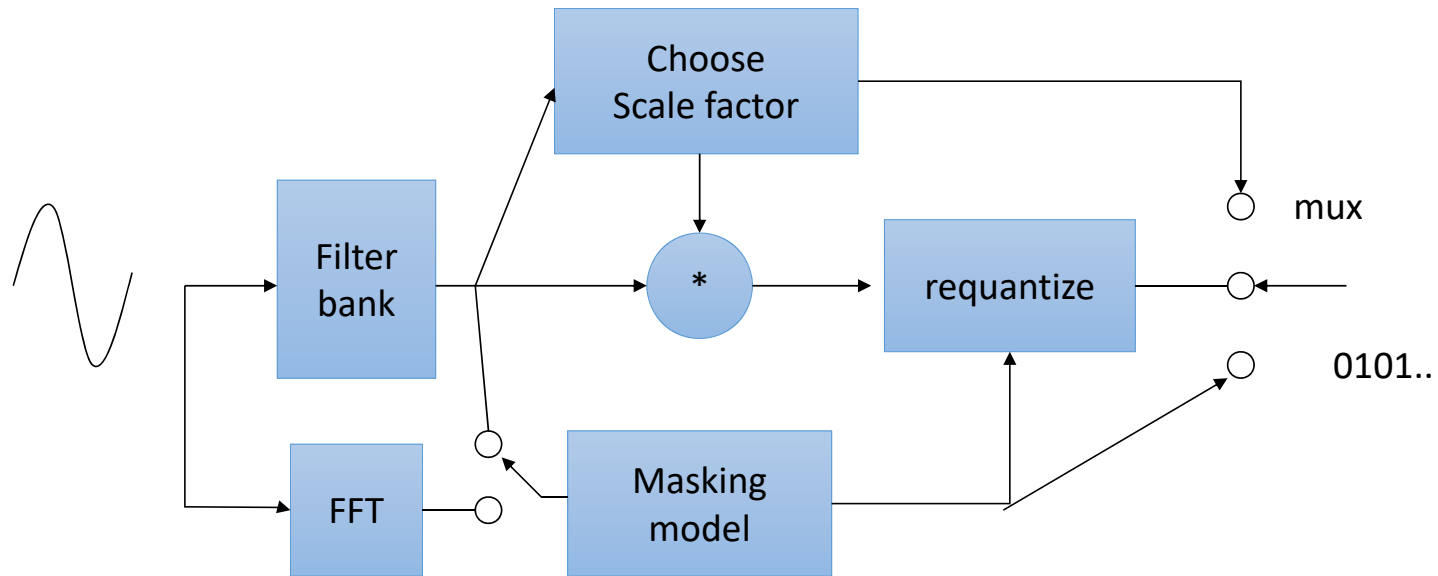 Choose
Scale factor
mux
Filter
bank
*
requantize
0101..
FFT
Masking
model